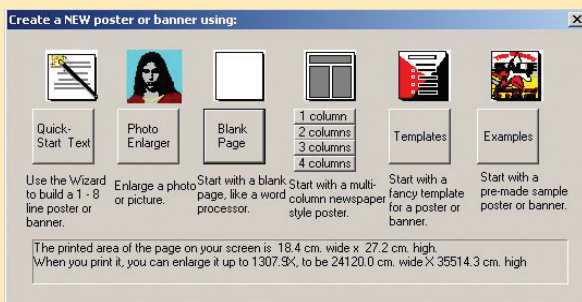 Create a NEW poster or banner using:
Quick-
Start Text
Photo
Enlarger
Blank
Page
1 column
2 columns
3 columns
4 columns
Templates
Examples
Use the Wizard
to build a 1 - 8
line poster or
banner.
Enlarge a photo
or picture.
Start with a blank
page, like a word
processor.
Start with a multi-
column newspaper
style poster.
Start with a
fancy template
for a poster or
banner.
Start with a
pre-made sample
poster or banner.
The printed area of the page on your screen is 18.4 cm. wide x 27.2 cm. high.
When you print it, you can enlarge it up to 1307.9X, to be 24120.0 cm. wide X 35514.3 cm. high